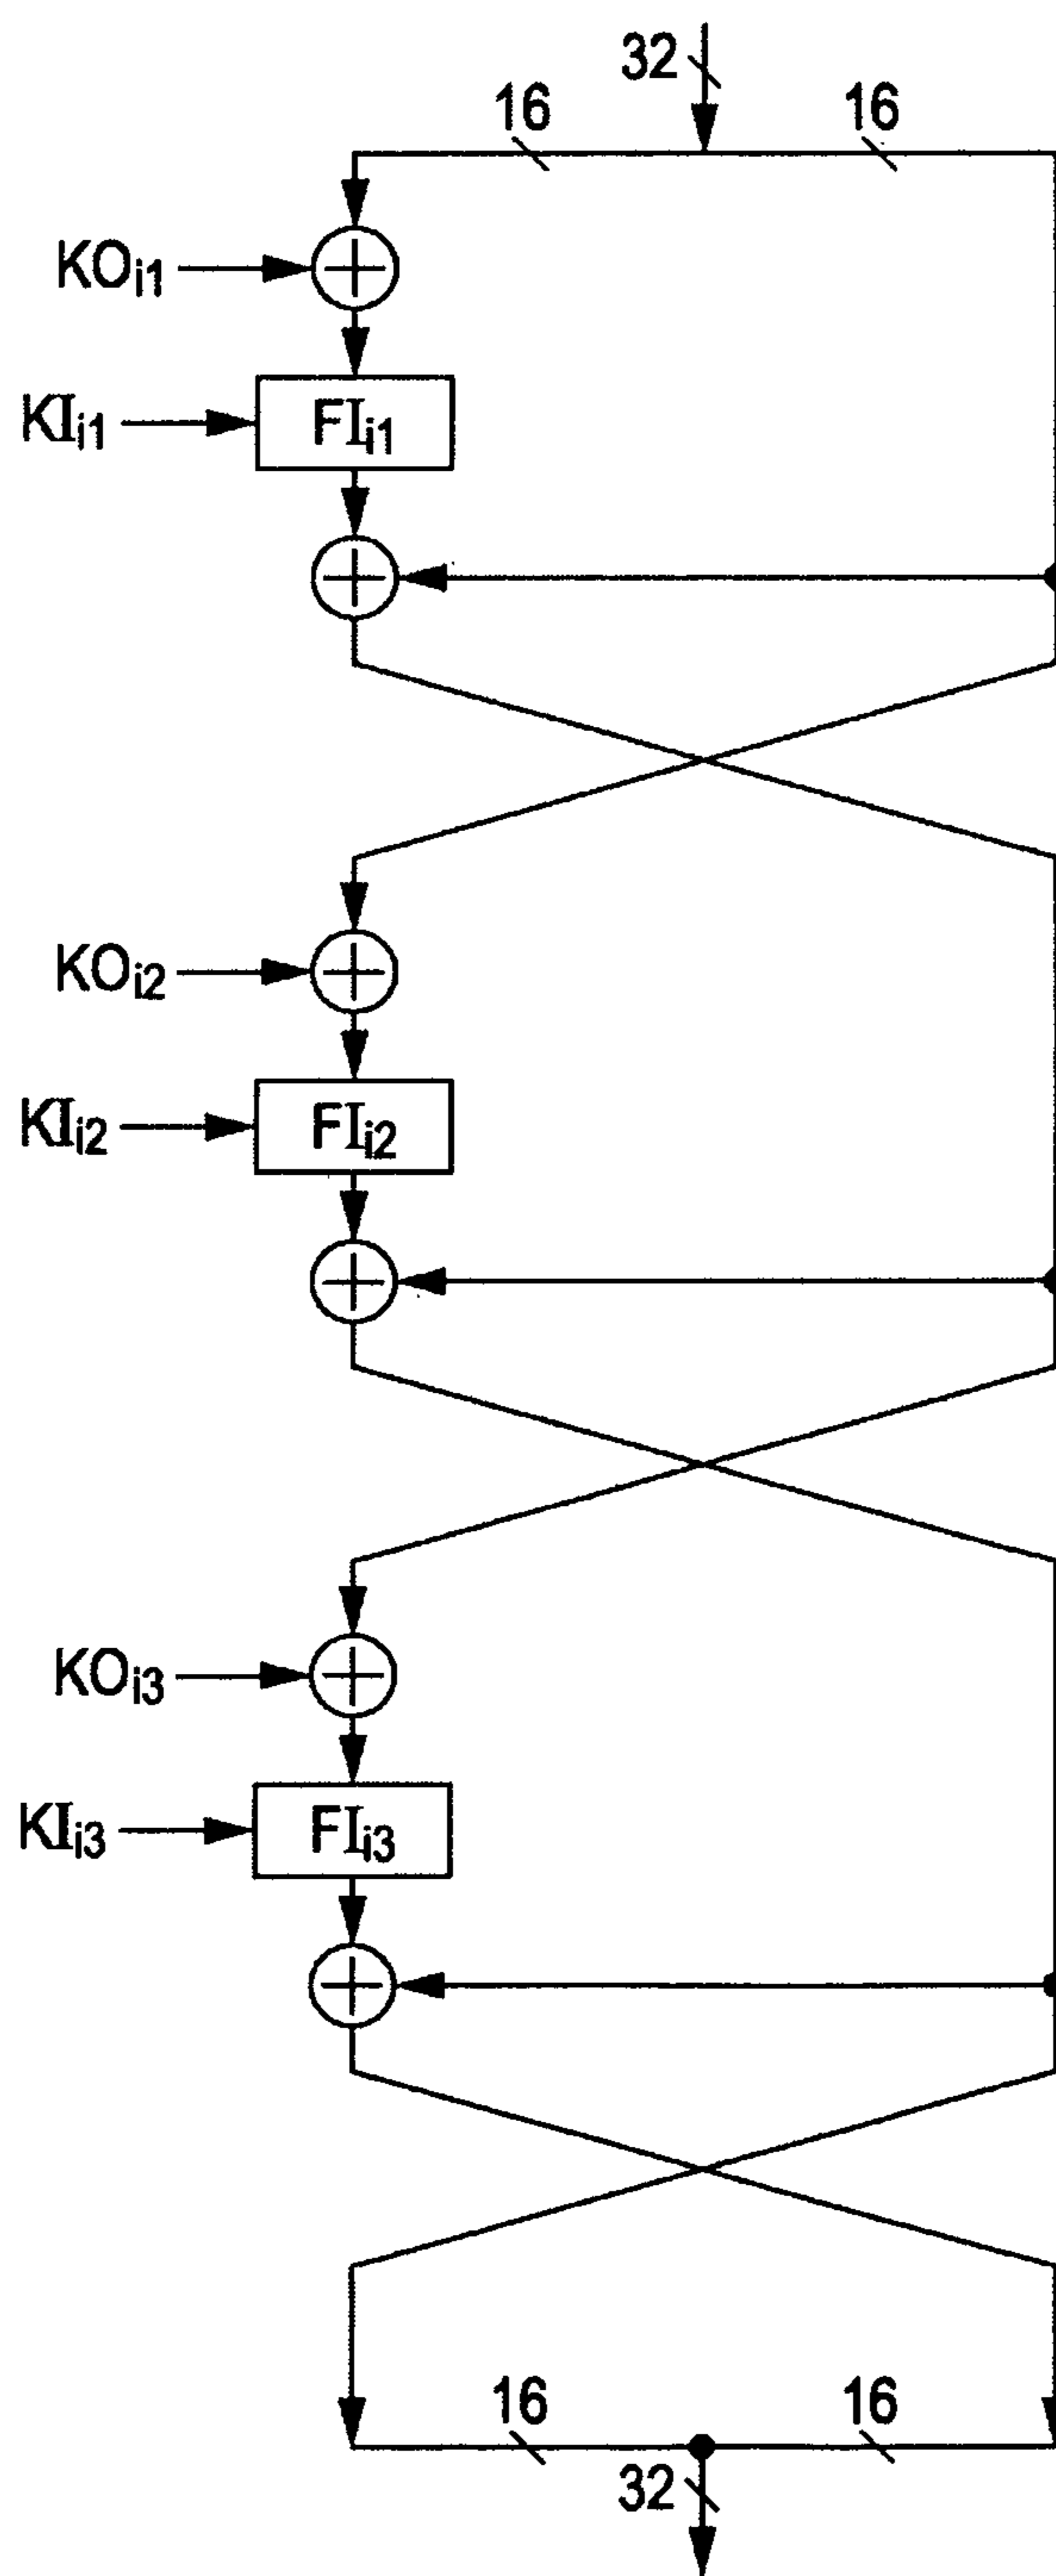 32
16 16
KOi1
KIi1 FIi1
KOi2
KIi2 FIi2
KOi3
KIi3 FIi3
16 16
32